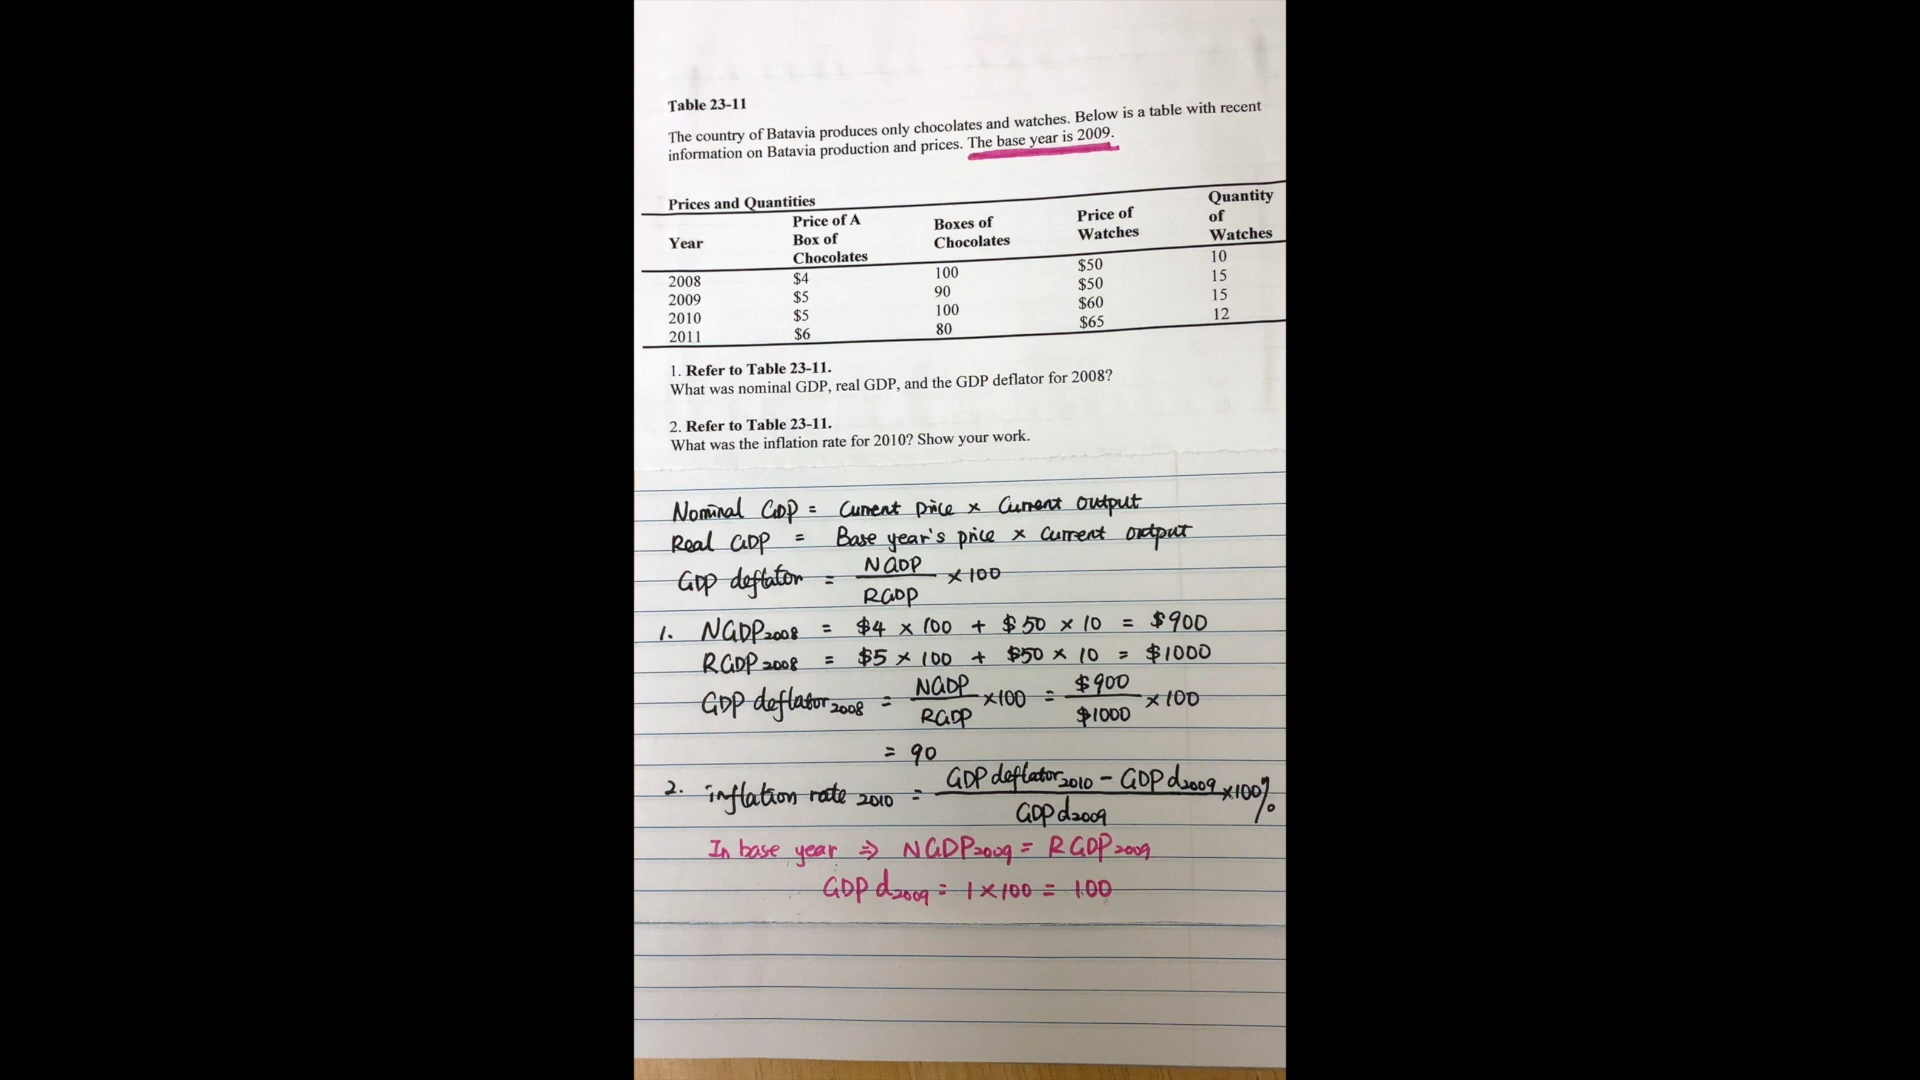 Table 23-11
The country of Batavia produces only chocolates and watches. Below is a table with recent
information on Batavia production and prices. The base year is 2009.
Prices and Quantities
Year Price of A Box of Chocolates Boxes of Chocolates Price of Watches Quantity of Watches
2008 $4 100 $50 10
2009 $5 90 $50 15
2010 $5 100 $60 15
2011 $6 80 $65 12
1. Refer to Table 23-11.
What was nominal GDP, real GDP, and the GDP deflator for 2008?
2. Refer to Table 23-11.
What was the inflation rate for 2010? Show your work.
Nominal GDP = Current price × Current output
Real GDP = Base year's price × Current output
GDP deflator = NGDP / RGDP × 100
1. NGDP2008 = $4 × 100 + $50 × 10 = $900
RGDP2008 = $5 × 100 + $50 × 10 = $1000
GDP deflator2008 = NGDP / RGDP ×100 = $900 / $1000 × 100
= 90
2. inflation rate 2010 = GDP deflator2010 - GDP d2009 / GDP d2009 ×100%
In base year ⇒ NGDP2009 = RGDP2009
GDP d2009 = 1×100 = 100